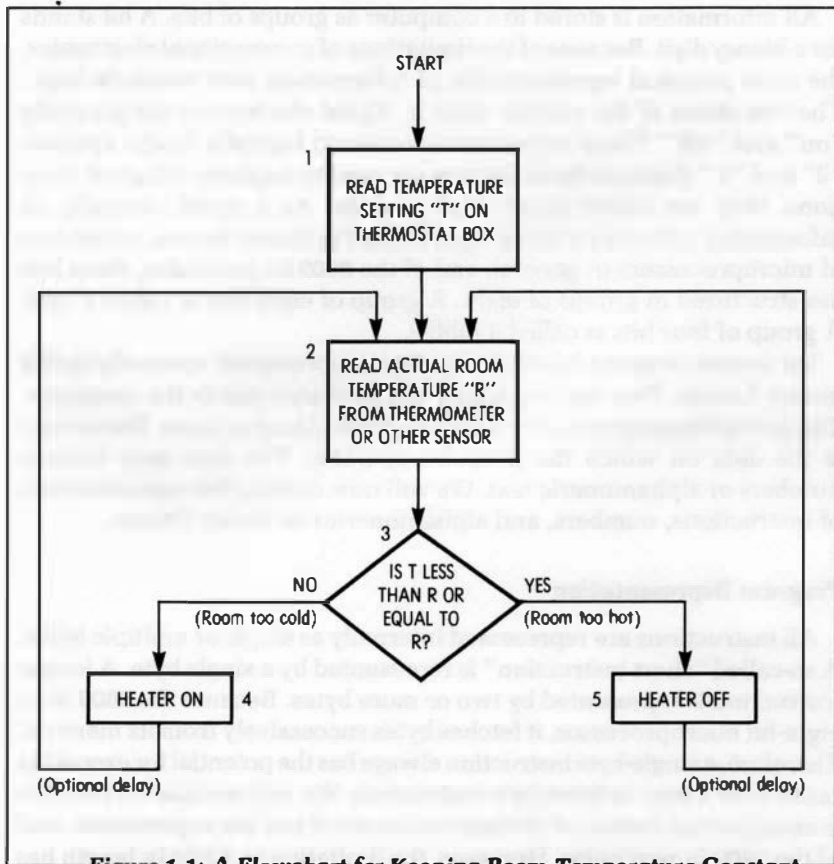 START
1
READ TEMPERATURE
SETTING "T" ON
THERMOSTAT BOX
2
READ ACTUAL ROOM
TEMPERATURE "R"
FROM THERMOMETER
OR OTHER SENSOR
3
IS T LESS
THAN R OR
EQUAL TO
R?
NO
(Room too cold)
YES
(Room too hot)
HEATER ON 4
5 HEATER OFF
(Optional delay)
(Optional delay)
Figure 1-1: A Flowchart for Keeping Room Temperature Constant